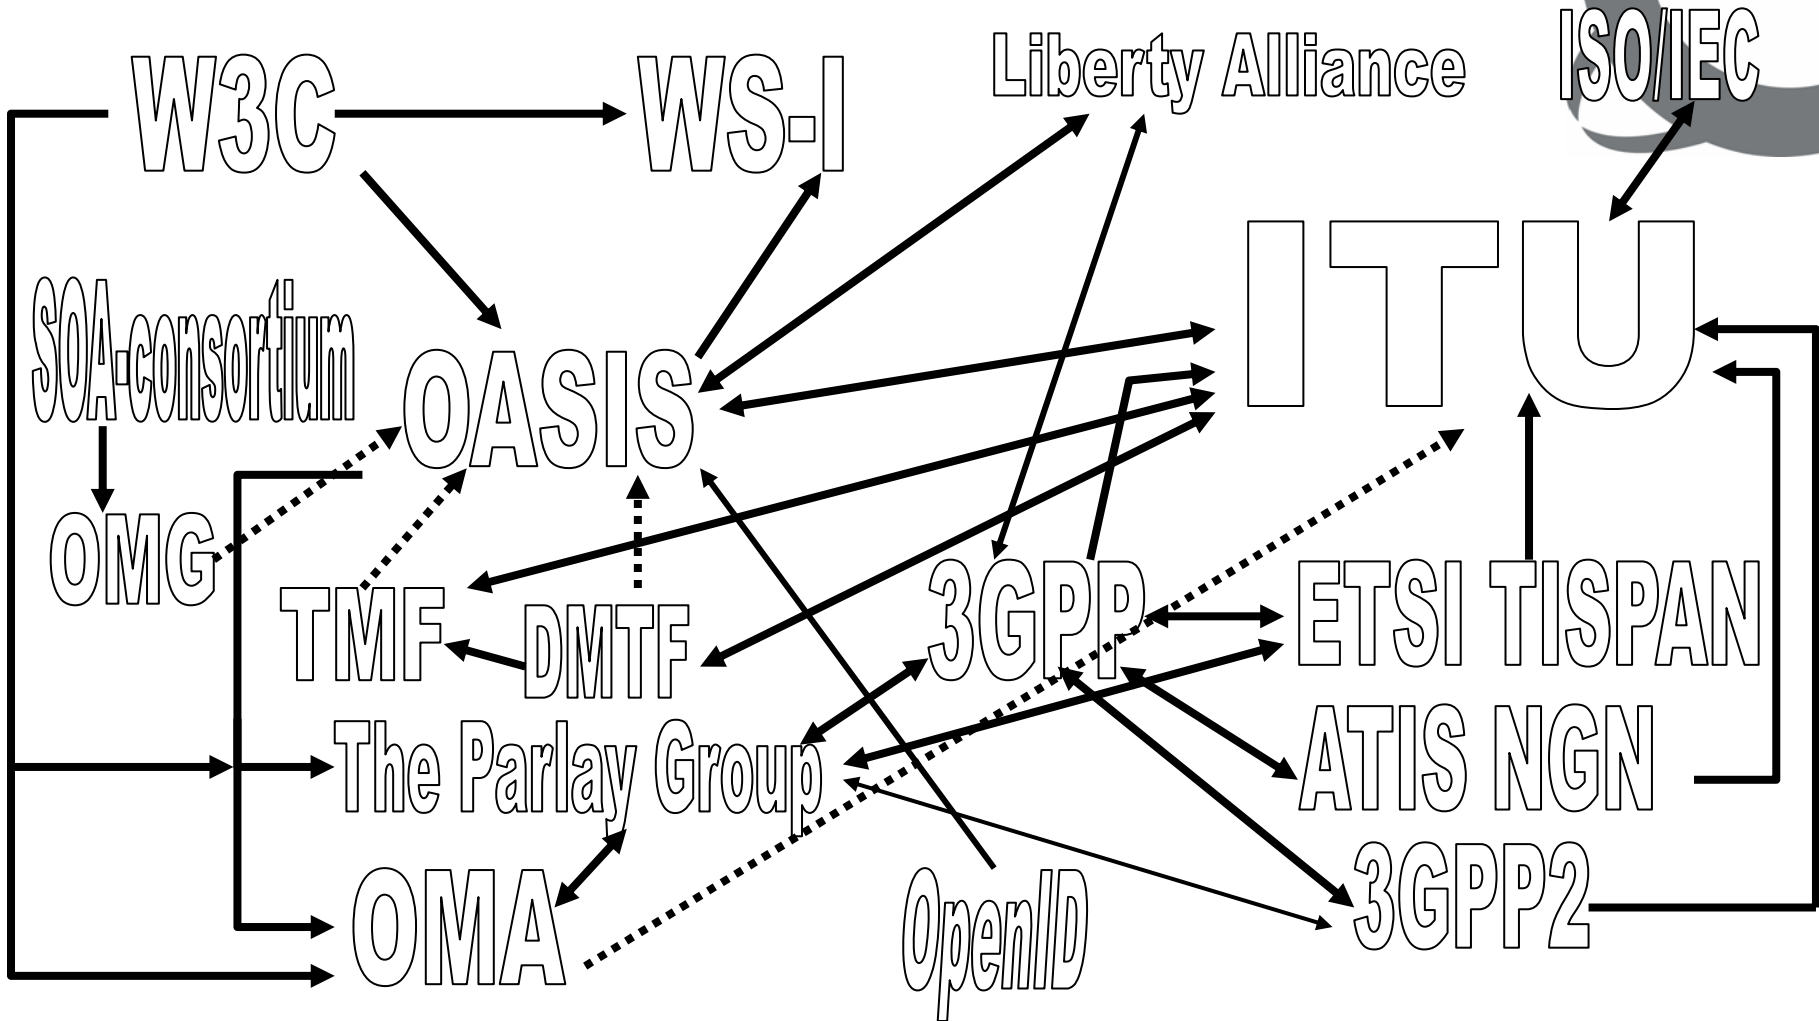 W3C
WS-I
Liberty Alliance
ISO/IEC
ITU
SOA-consortium
OASIS
OMG
TMF
DMTF
3GPP
ETSI TISPAN
The Parlay Group
ATIS NGN
OMA
OpenID
3GPP2